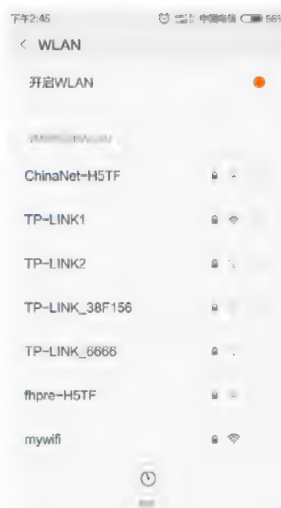 下午2:45 中国电信 56%
WLAN
开启WLAN
ChinaNet-H5TF
TP-LINK1
TP-LINK2
TP-LINK_38F156
TP-LINK_6666
fhpre-H5TF
mywifi